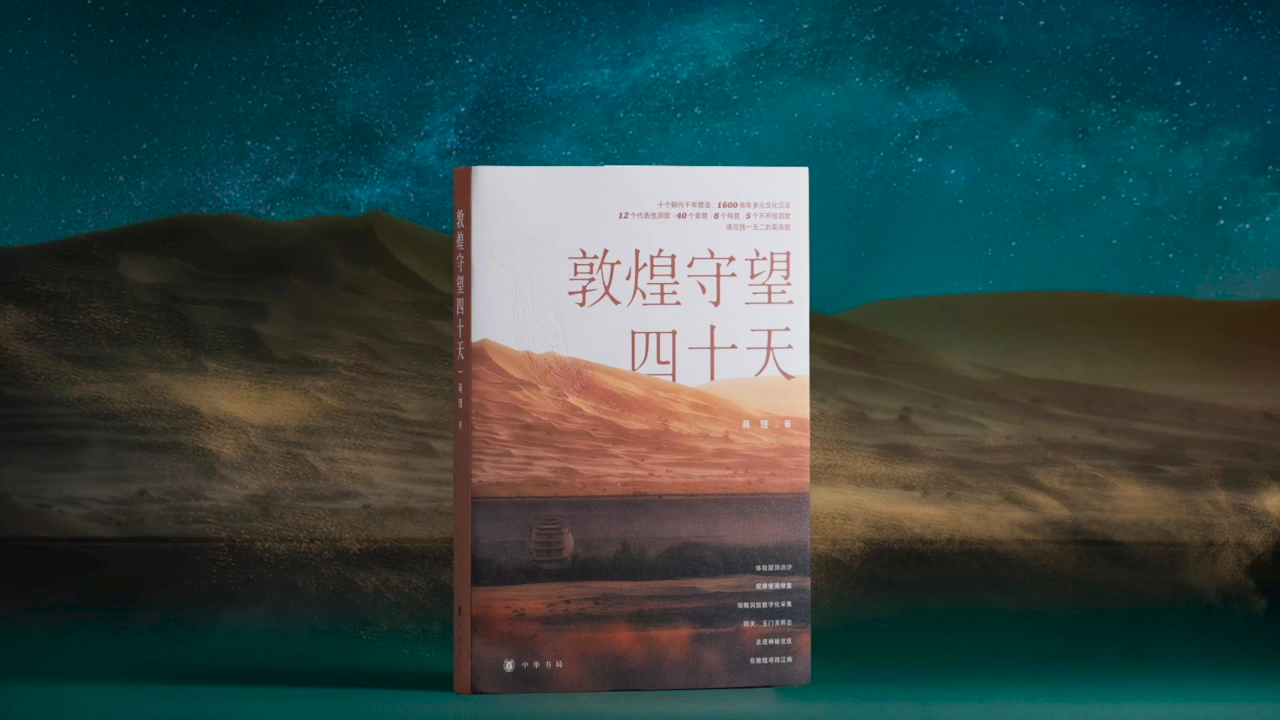 敦煌守望四十天
蒋理 著
十个朝代千年营造、1600余年多元文化沉淀
12个代表性洞窟 40个普窟 8个特窟 5个不开放洞窟
遇见独一无二的莫高窟
敦煌守望
四十天
蒋 理：著
体验窟顶治沙
观摩壁画修复
领略洞窟数字化采集
阳关、玉门关怀古
走进神秘北区
在敦煌寻找江南
中华书局